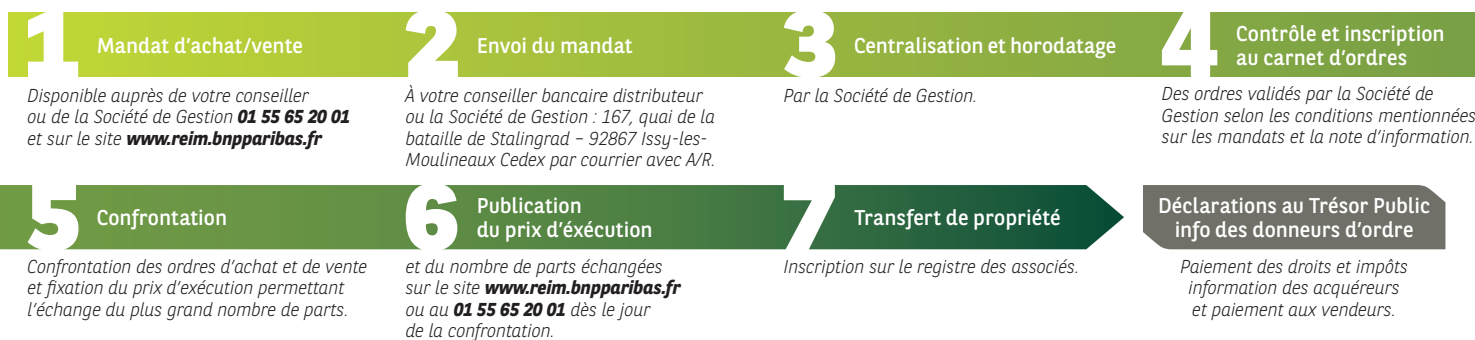 1 Mandat d'achat/vente
Disponible auprès de votre conseiller
ou de la Société de Gestion 01 55 65 20 01
et sur le site www.reim.bnpparibas.fr
2 Envoi du mandat
À votre conseiller bancaire distributeur
ou la Société de Gestion : 167, quai de la
bataille de Stalingrad – 92867 Issy-les-
Moulineaux Cedex par courrier avec A/R.
3 Centralisation et horodatage
Par la Société de Gestion.
4 Contrôle et inscription
au carnet d'ordres
Des ordres validés par la Société de
Gestion selon les conditions mentionnées
sur les mandats et la note d'information.
5 Confrontation
Confrontation des ordres d'achat et de vente
et fixation du prix d'exécution permettant
l'échange du plus grand nombre de parts.
6 Publication
du prix d'éxécution
et du nombre de parts échangées
sur le site www.reim.bnpparibas.fr
ou au 01 55 65 20 01 dès le jour
de la confrontation.
7 Transfert de propriété
Inscription sur le registre des associés.
Déclarations au Trésor Public
info des donneurs d'ordre
Paiement des droits et impôts
information des acquéreurs
et paiement aux vendeurs.